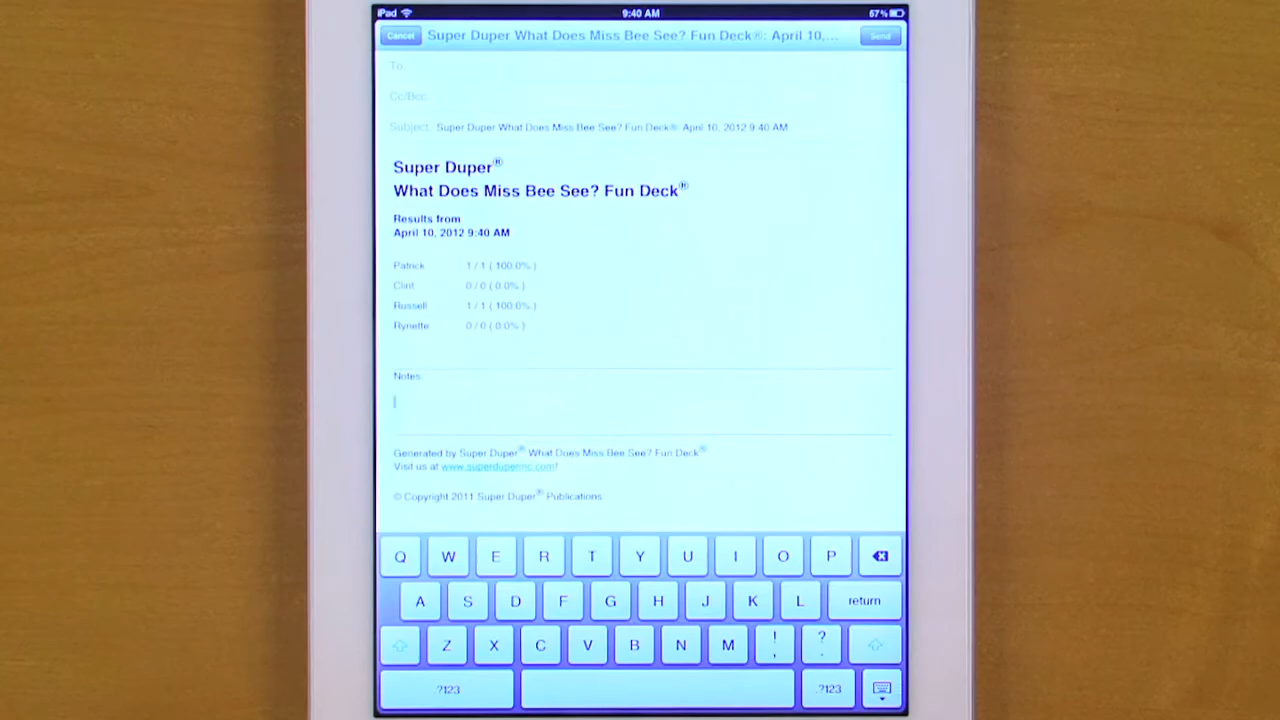 iPad 9:40 AM 67%
Cancel Super Duper What Does Miss Bee See? Fun Deck®: April 10,... Send
To:
Cc/Bcc:
Subject: Super Duper What Does Miss Bee See? Fun Deck®: April 10, 2012 9:40 AM
Super Duper®
What Does Miss Bee See? Fun Deck®
Results from
April 10, 2012 9:40 AM
Patrick 1 / 1 ( 100.0% )
Clint 0 / 0 ( 0.0% )
Russell 1 / 1 ( 100.0% )
Rynette 0 / 0 ( 0.0% )
Notes:
Generated by Super Duper® What Does Miss Bee See? Fun Deck®
Visit us at www.superduperinc.com!
© Copyright 2011 Super Duper® Publications
Q W E R T Y U I O P
A S D F G H J K L return
Z X C V B N M ! , ? .
.?123 .?123